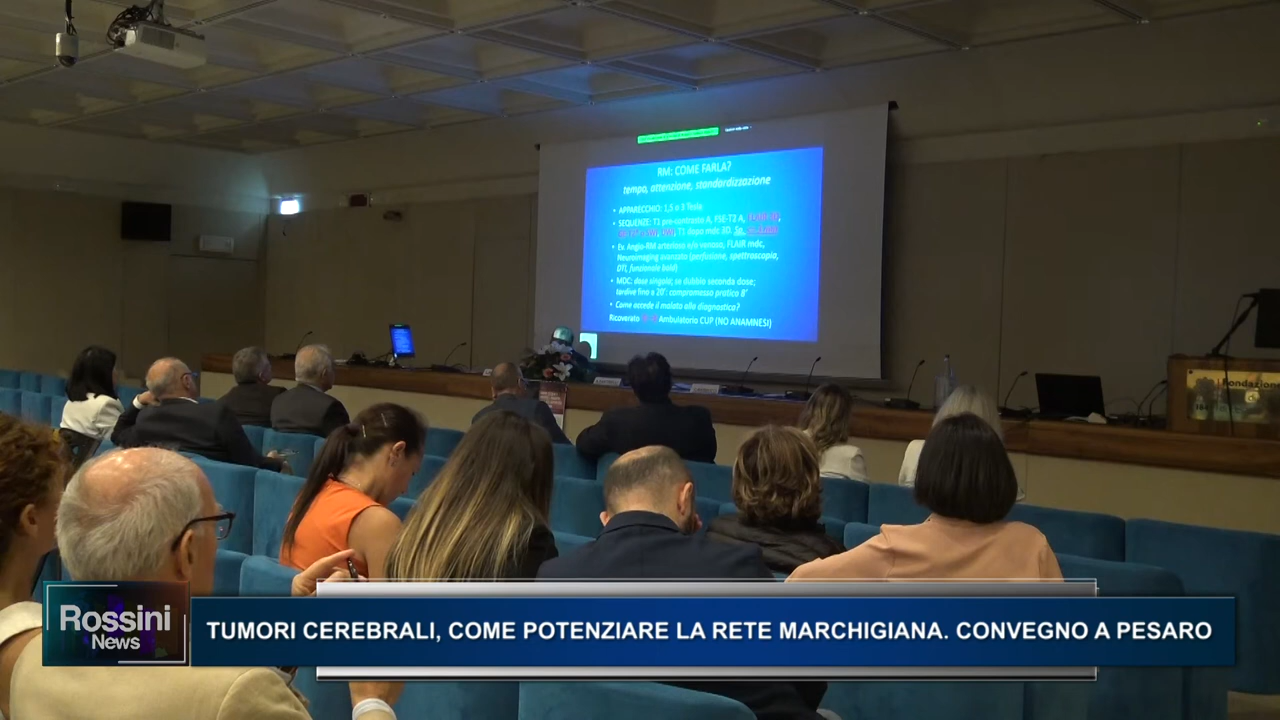 RM: COME FARLA?
tempo, attenzione, standardizzazione
• APPARECCHIO: 1,5 o 3 Tesla
• SEQUENZE: T1 pre-contrasto A, FSE-T2 A,
T1 dopo mdc 3D.
• Es. Angio-RM arterioso e/o venoso, FLAIR mdc,
Neuroimaging avanzato (perfusione, spettroscopia,
DTI, funzionale bold)
• MDC: dose singola; se dubbio seconda dose;
tardive fino a 20': compromesso pratico 8'
• Come accede il malato alla diagnostica?
Ricoverato Ambulatorio CUP (NO ANAMNESI)
Fondazione
Rossini
News
TUMORI CEREBRALI, COME POTENZIARE LA RETE MARCHIGIANA. CONVEGNO A PESARO